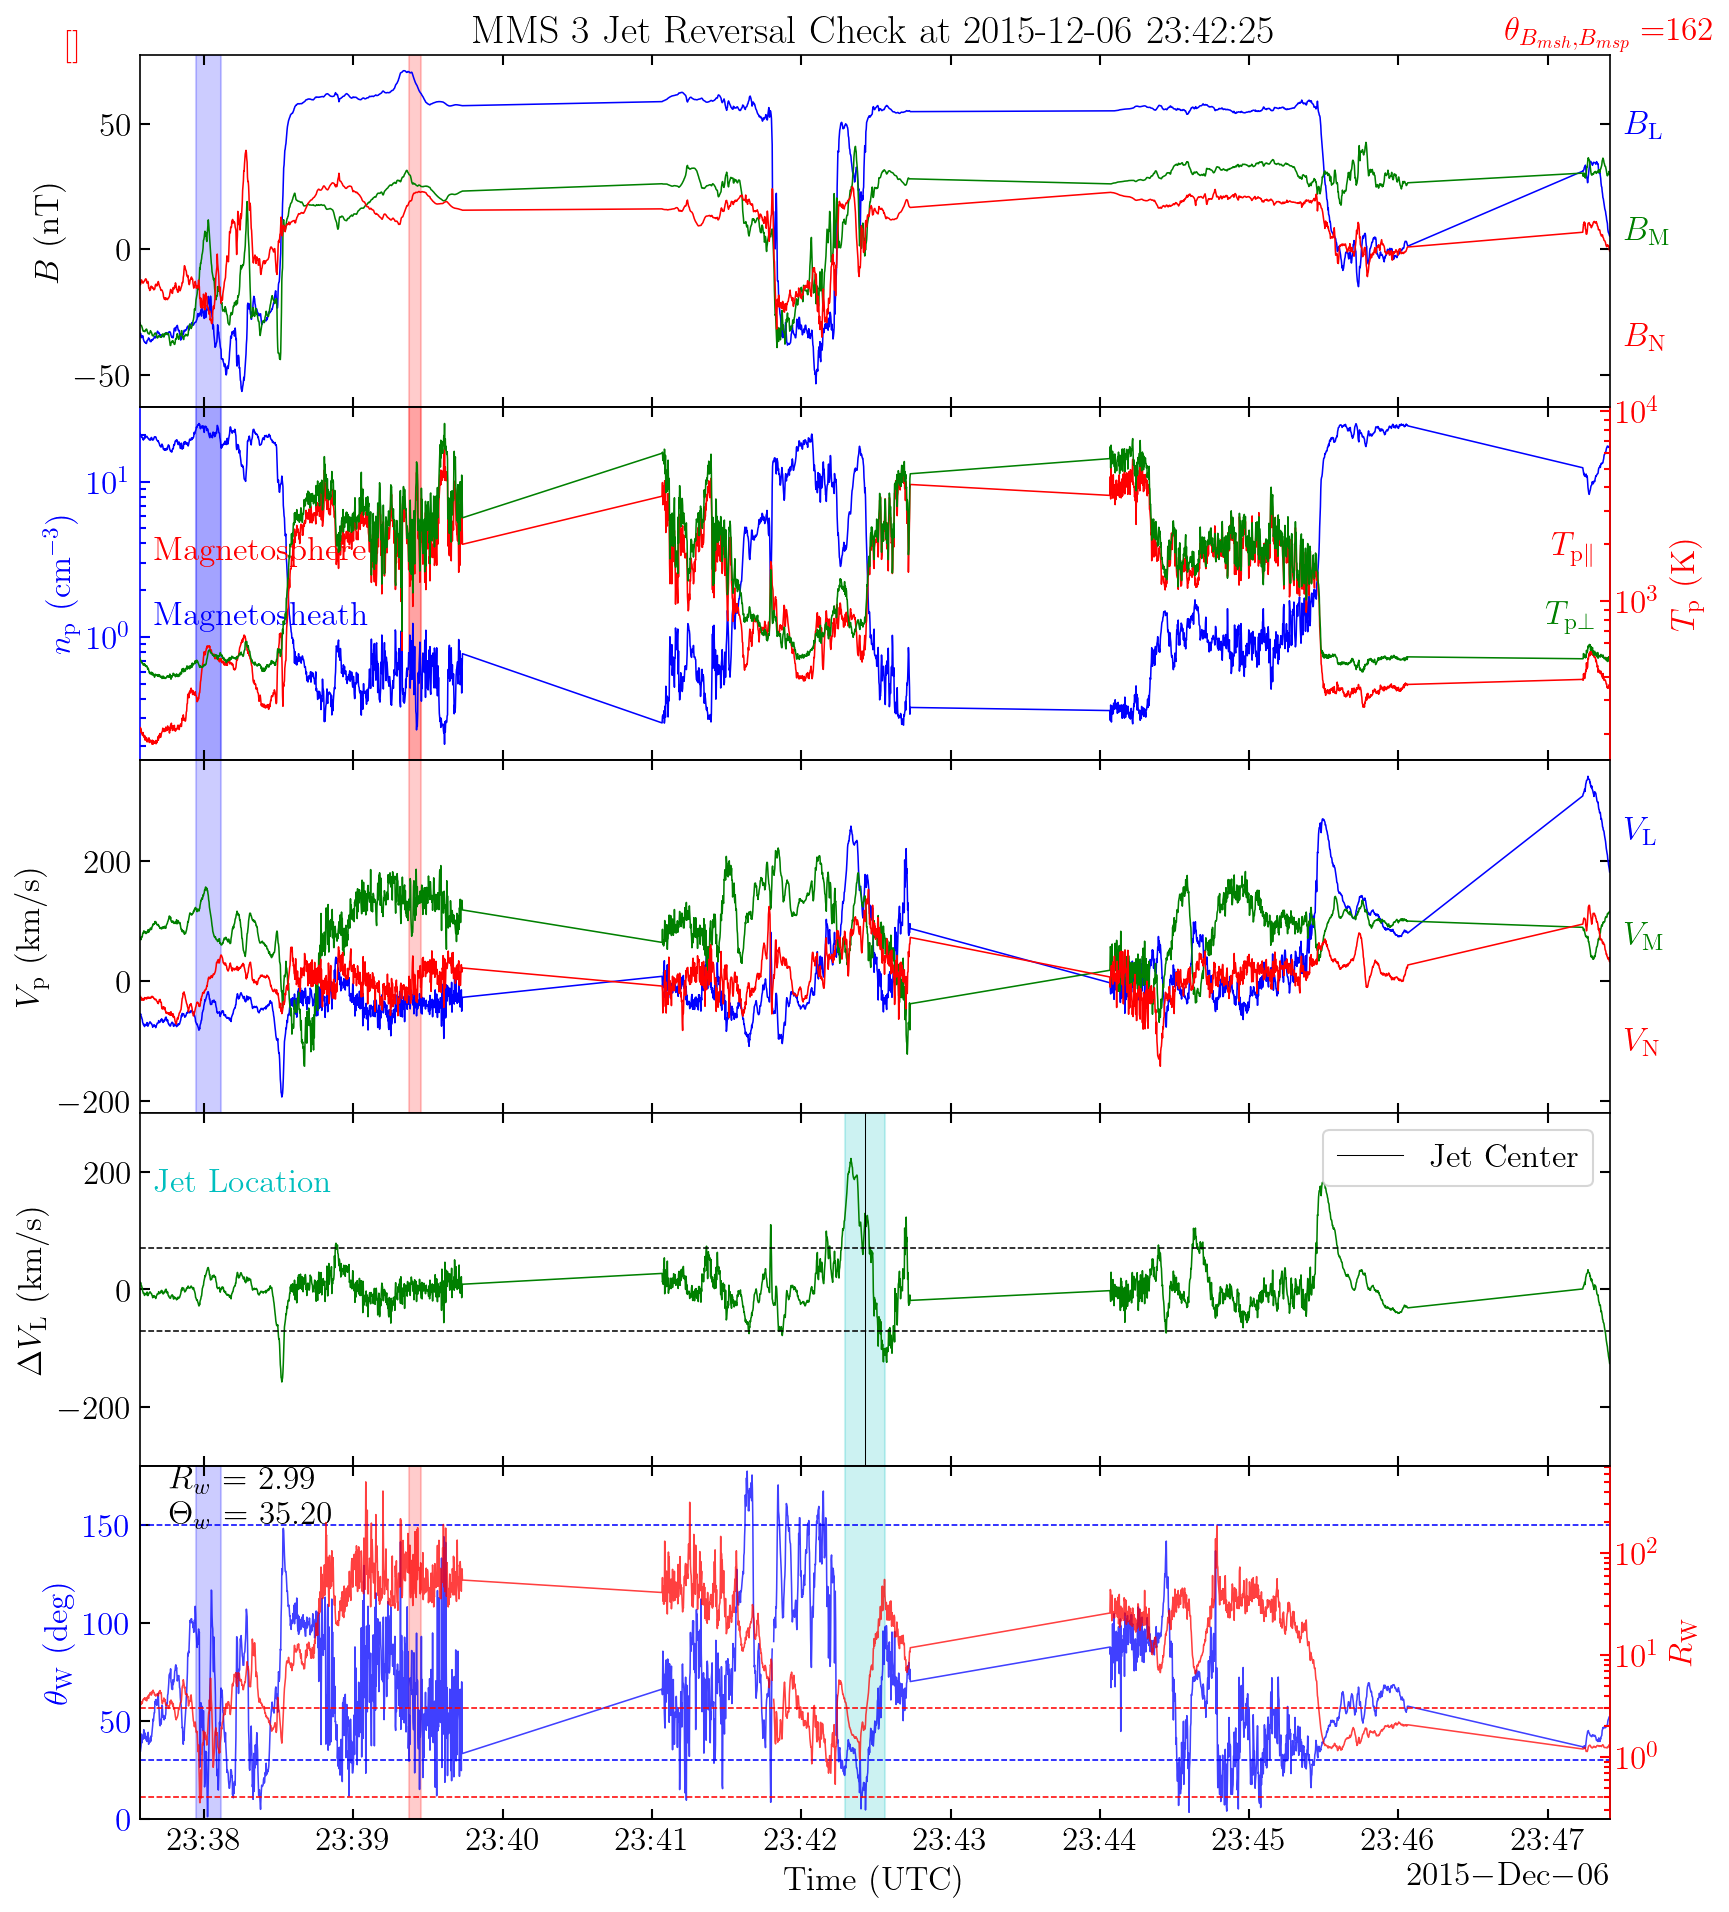 MMS 3 Jet Reversal Check at 2015-12-06 23:42:25
θ_{B_{msh},B_{msp}} =162
[]
B (nT)
50
0
−50
B_L
B_M
B_N
n_p (cm^{−3})
10^1
10^0
Magnetosphere
Magnetosheath
10^4
10^3
T_{p∥}
T_{p⊥}
T_p (K)
V_p (km/s)
200
0
−200
V_L
V_M
V_N
ΔV_L (km/s)
200
0
−200
Jet Location
Jet Center
R_w = 2.99
Θ_w = 35.20
θ_W (deg)
150
100
50
0
10^2
10^1
10^0
R_W
23:38 23:39 23:40 23:41 23:42 23:43 23:44 23:45 23:46 23:47
Time (UTC)
2015−Dec−06